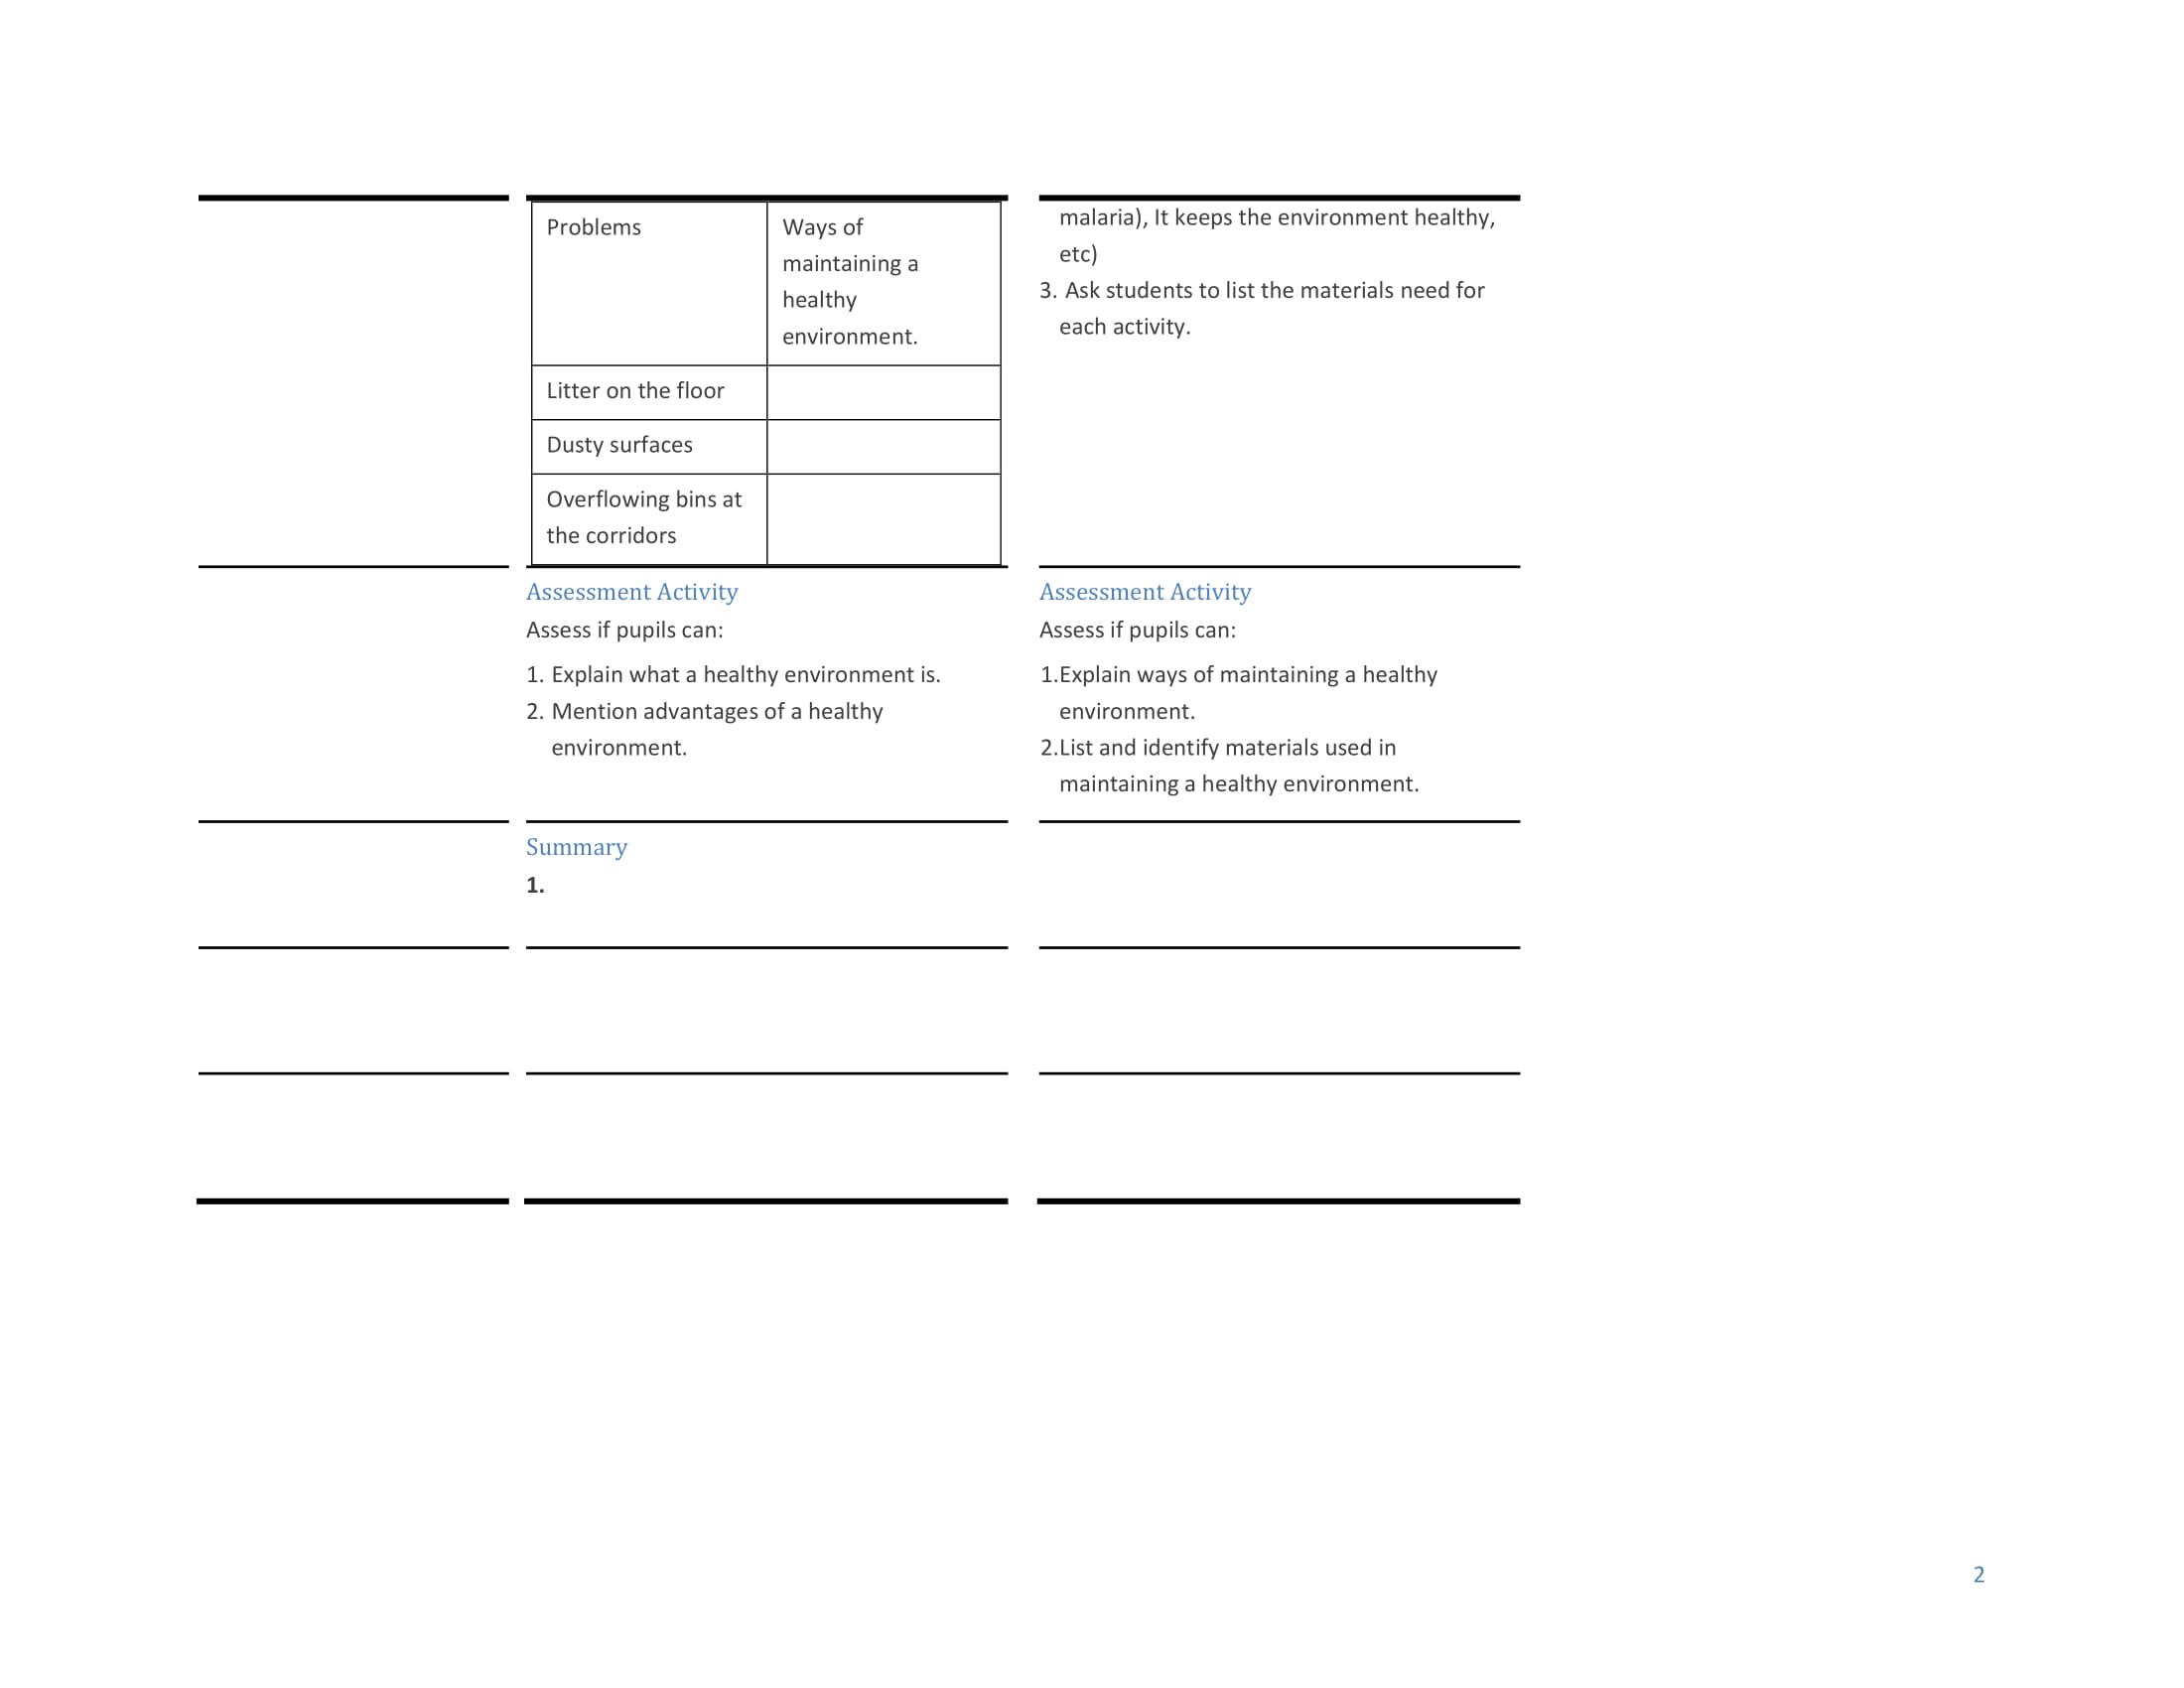 Problems
Ways of
maintaining a
healthy
environment.
Litter on the floor
Dusty surfaces
Overflowing bins at
the corridors
malaria), It keeps the environment healthy,
etc)
3. Ask students to list the materials need for
each activity.
Assessment Activity
Assess if pupils can:
1. Explain what a healthy environment is.
2. Mention advantages of a healthy
environment.
Assessment Activity
Assess if pupils can:
1.Explain ways of maintaining a healthy
environment.
2.List and identify materials used in
maintaining a healthy environment.
Summary
1.
2